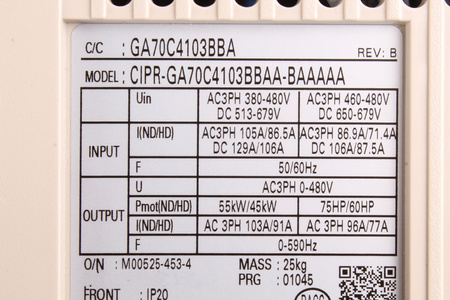 C/C : GA70C4103BBA REV: B
MODEL : CIPR-GA70C4103BBAA-BAAAAA
Uin AC3PH 380-480V AC3PH 460-480V
DC 513-679V DC 650-679V
INPUT I(ND/HD) AC3PH 105A/86.5A AC3PH 86.9A/71.4A
DC 129A/106A DC 106A/87.5A
F 50/60Hz
U AC3PH 0-480V
OUTPUT Pmot(ND/HD) 55kW/45kW 75HP/60HP
I(ND/HD) AC 3PH 103A/91A AC 3PH 96A/77A
F 0-590Hz
O/N : M00525-453-4 MASS : 25kg
PRG : 01045
FRONT : IP20